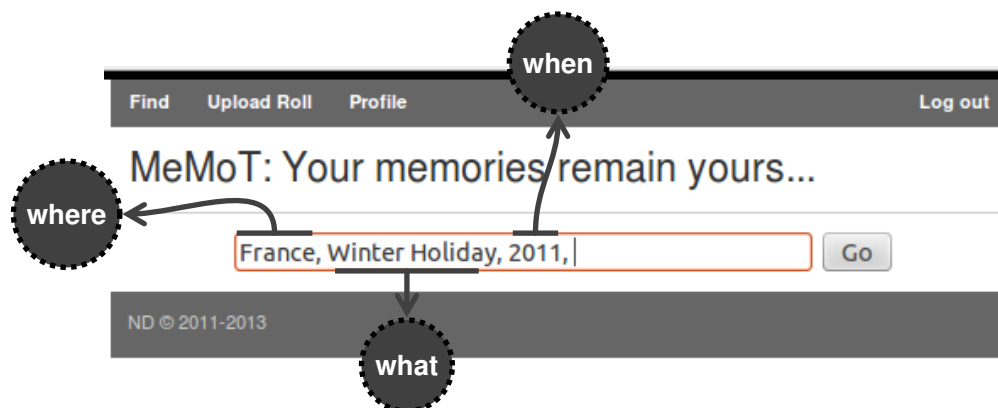 when
Find Upload Roll Profile Log out
MeMoT: Your memories remain yours...
where
France, Winter Holiday, 2011, Go
ND © 2011-2013
what